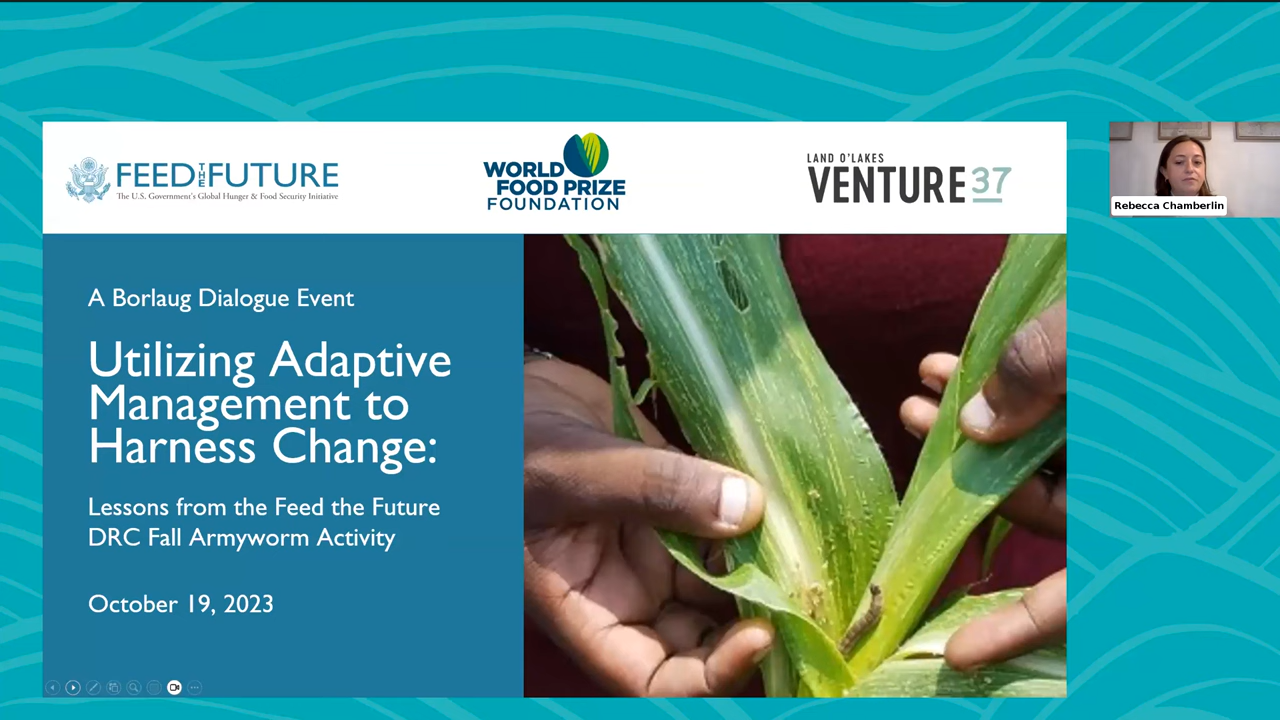 FEED THE FUTURE
The U.S. Government's Global Hunger & Food Security Initiative
WORLD
FOOD PRIZE
FOUNDATION
LAND O'LAKES
VENTURE 37
Rebecca Chamberlin
A Borlaug Dialogue Event
Utilizing Adaptive
Management to
Harness Change:
Lessons from the Feed the Future
DRC Fall Armyworm Activity
October 19, 2023